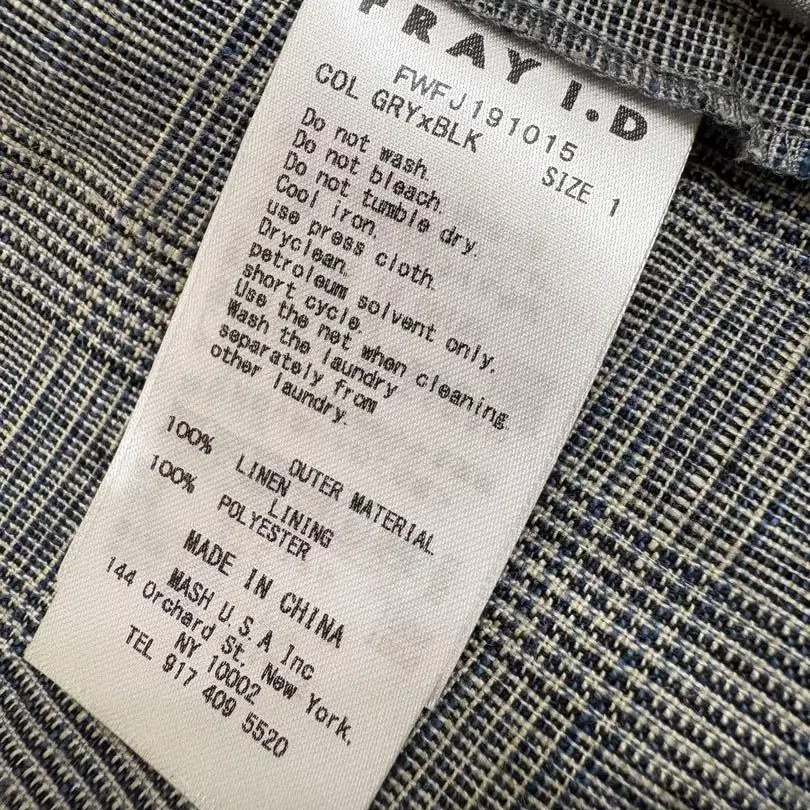 FRAY I.D
FWFJ191015
COL GRYxBLK SIZE 1
Do not wash.
Do not bleach.
Do not tumble dry.
Cool iron.
use press cloth.
Dryclean.
petroleum solvent only.
short cycle.
Use the net when cleaning.
Wash the laundry
separately from
other laundry.
OUTER MATERIAL
100% LINEN
LINING
100% POLYESTER
MADE IN CHINA
MASH U.S.A Inc
144 Orchard St. New York.
NY 10002
TEL 917 409 5520